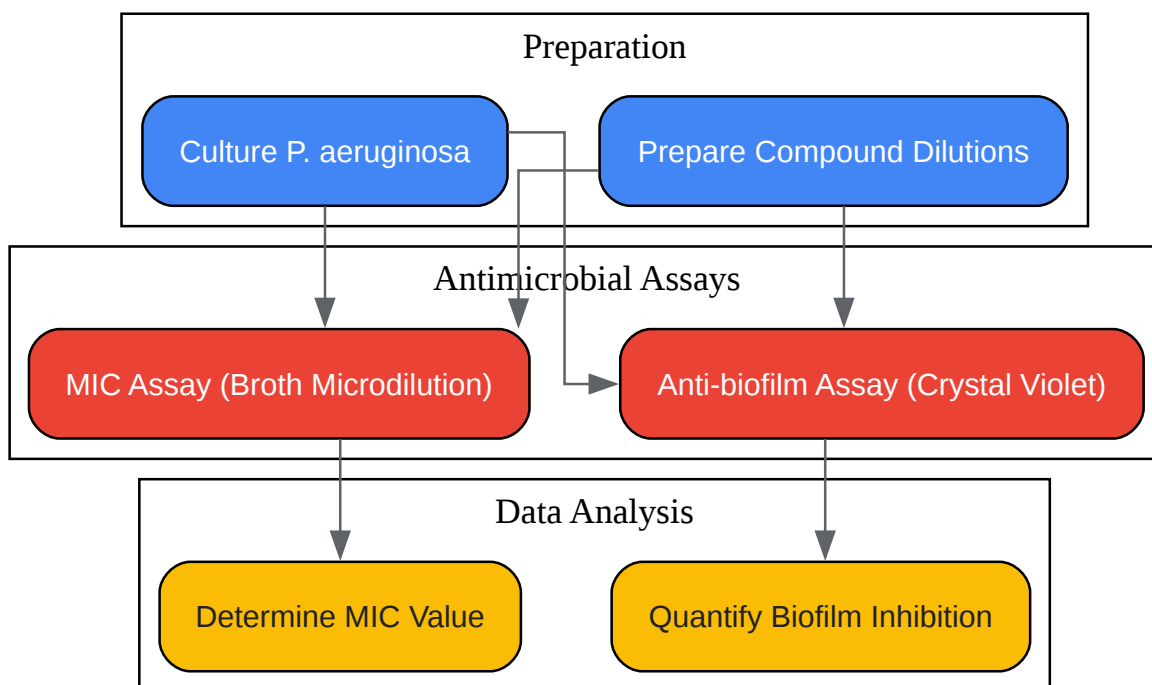 Preparation
Culture P. aeruginosa
Prepare Compound Dilutions
Antimicrobial Assays
MIC Assay (Broth Microdilution)
Anti-biofilm Assay (Crystal Violet)
Data Analysis
Determine MIC Value
Quantify Biofilm Inhibition